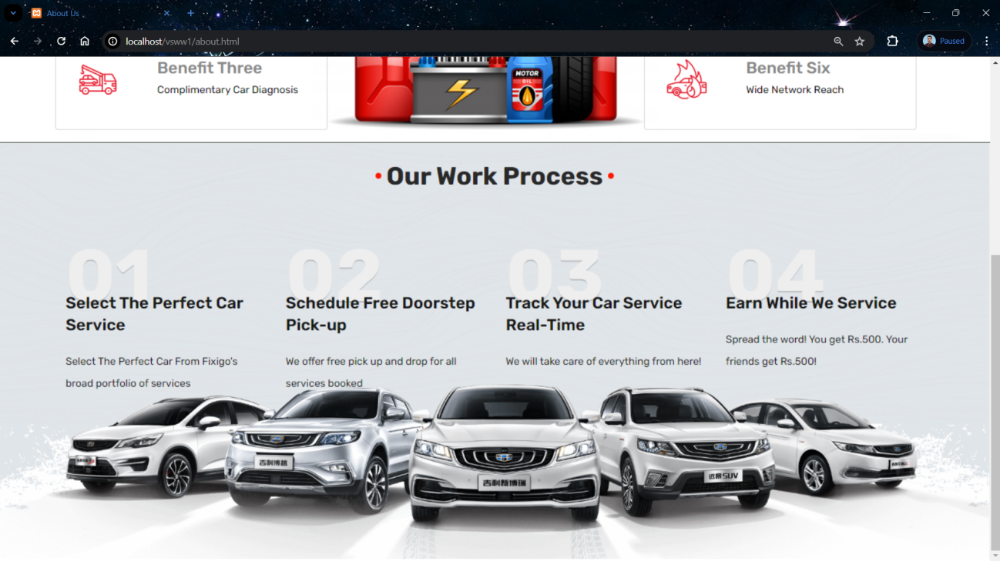 About Us
localhost/vsww1/about.html
Paused
Benefit Three
Complimentary Car Diagnosis
MOTOR
OIL
Benefit Six
Wide Network Reach
Our Work Process
01
Select The Perfect Car
Service
Select The Perfect Car From Fixigo's
broad portfolio of services
02
Schedule Free Doorstep
Pick-up
We offer free pick up and drop for all
services booked
03
Track Your Car Service
Real-Time
We will take care of everything from here!
04
Earn While We Service
Spread the word! You get Rs.500. Your
friends get Rs.500!
吉利博越
吉利新博瑞
远景SUV